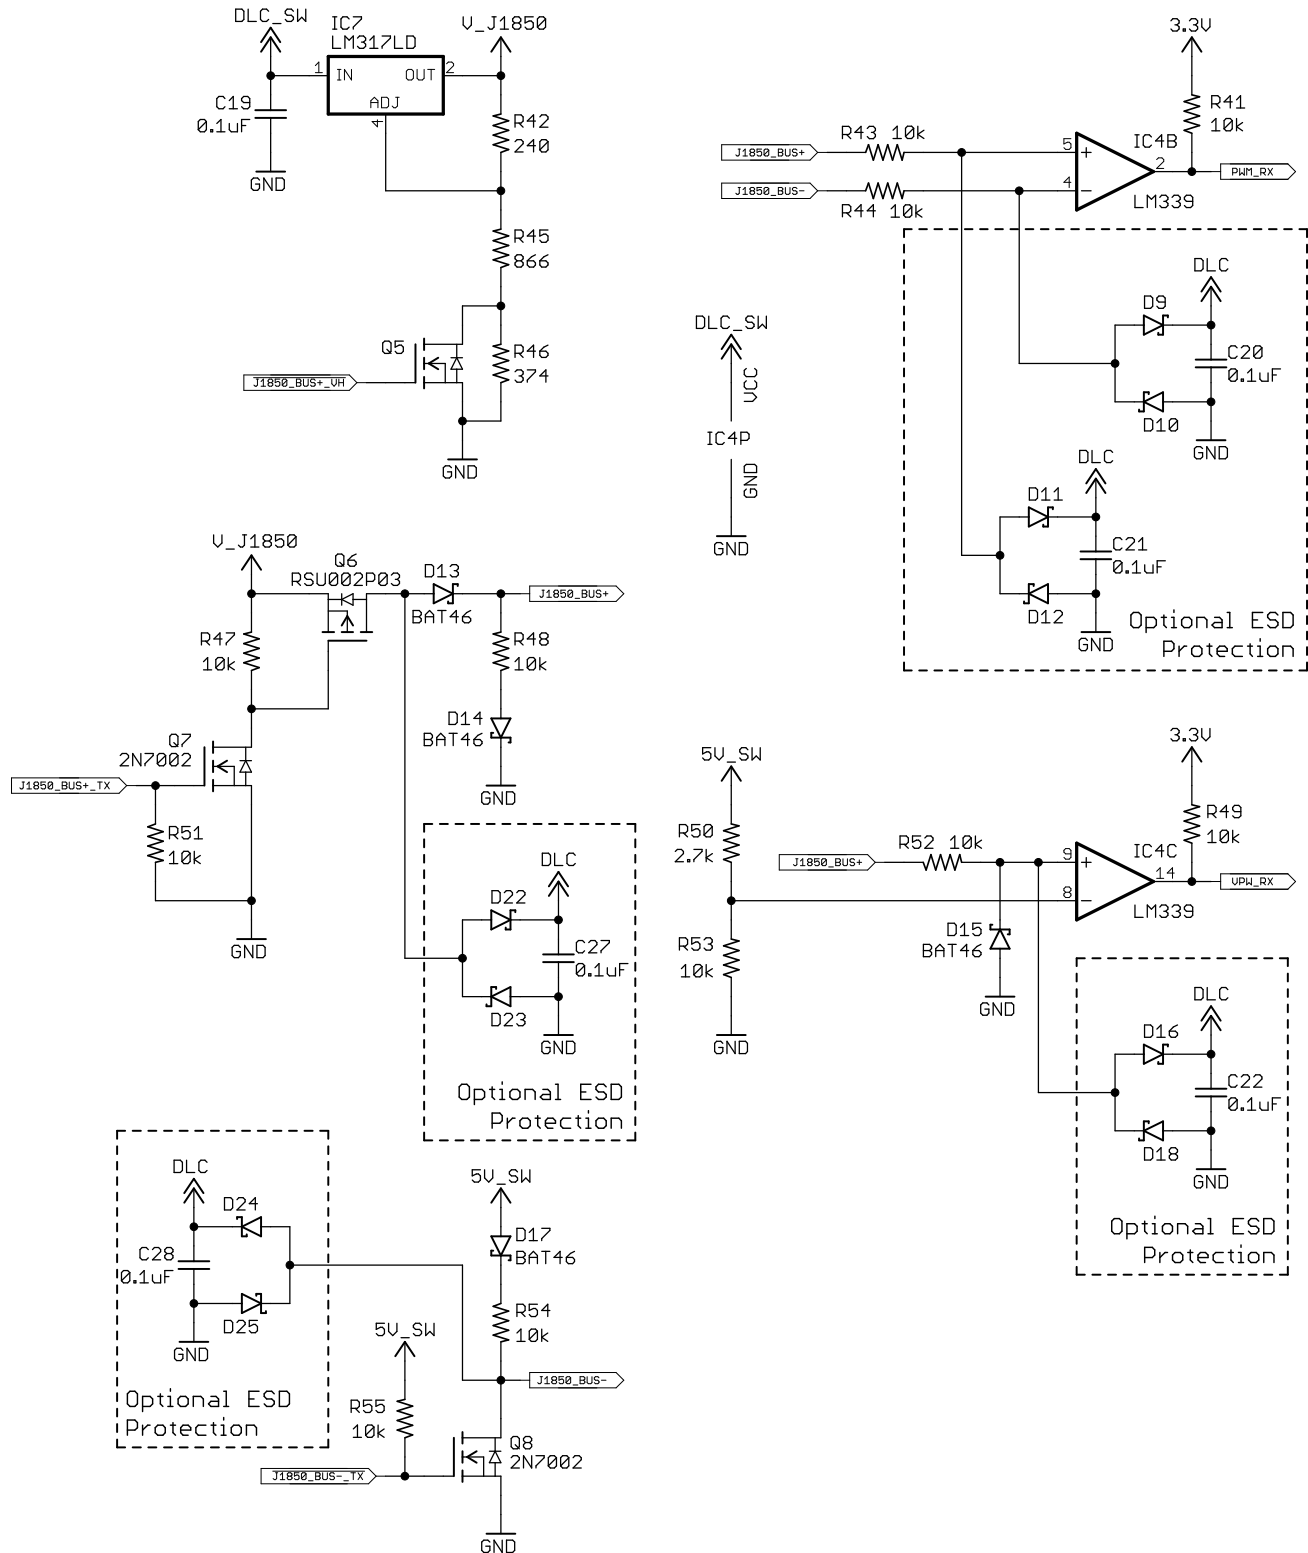 DLC_SW
IC7
LM317LD
V_J1850
1
IN
OUT
2
ADJ
4
C19
0.1uF
GND
R42
240
R45
866
Q5
R46
374
J1850_BUS+_VH
GND
3.3V
R41
10k
R43 10k
J1850_BUS+
5
+
IC4B
2
PWM_RX
J1850_BUS-
4
−
R44 10k
LM339
DLC
D9
C20
0.1uF
D10
GND
DLC
D11
C21
0.1uF
D12
GND
Optional ESD
Protection
DLC_SW
VCC
IC4P
GND
GND
V_J1850
Q6
RSU002P03
D13
BAT46
J1850_BUS+
R47
10k
R48
10k
D14
BAT46
GND
Q7
2N7002
J1850_BUS+_TX
R51
10k
GND
DLC
D22
C27
0.1uF
D23
GND
Optional ESD
Protection
5V_SW
3.3V
R49
10k
R50
2.7k
R52 10k
J1850_BUS+
9
+
IC4C
14
VPW_RX
8
−
LM339
R53
10k
D15
BAT46
GND
GND
DLC
D16
C22
0.1uF
D18
GND
Optional ESD
Protection
DLC
D24
C28
0.1uF
D25
GND
Optional ESD
Protection
5V_SW
D17
BAT46
R54
10k
5V_SW
J1850_BUS-
R55
10k
Q8
2N7002
J1850_BUS-_TX
GND